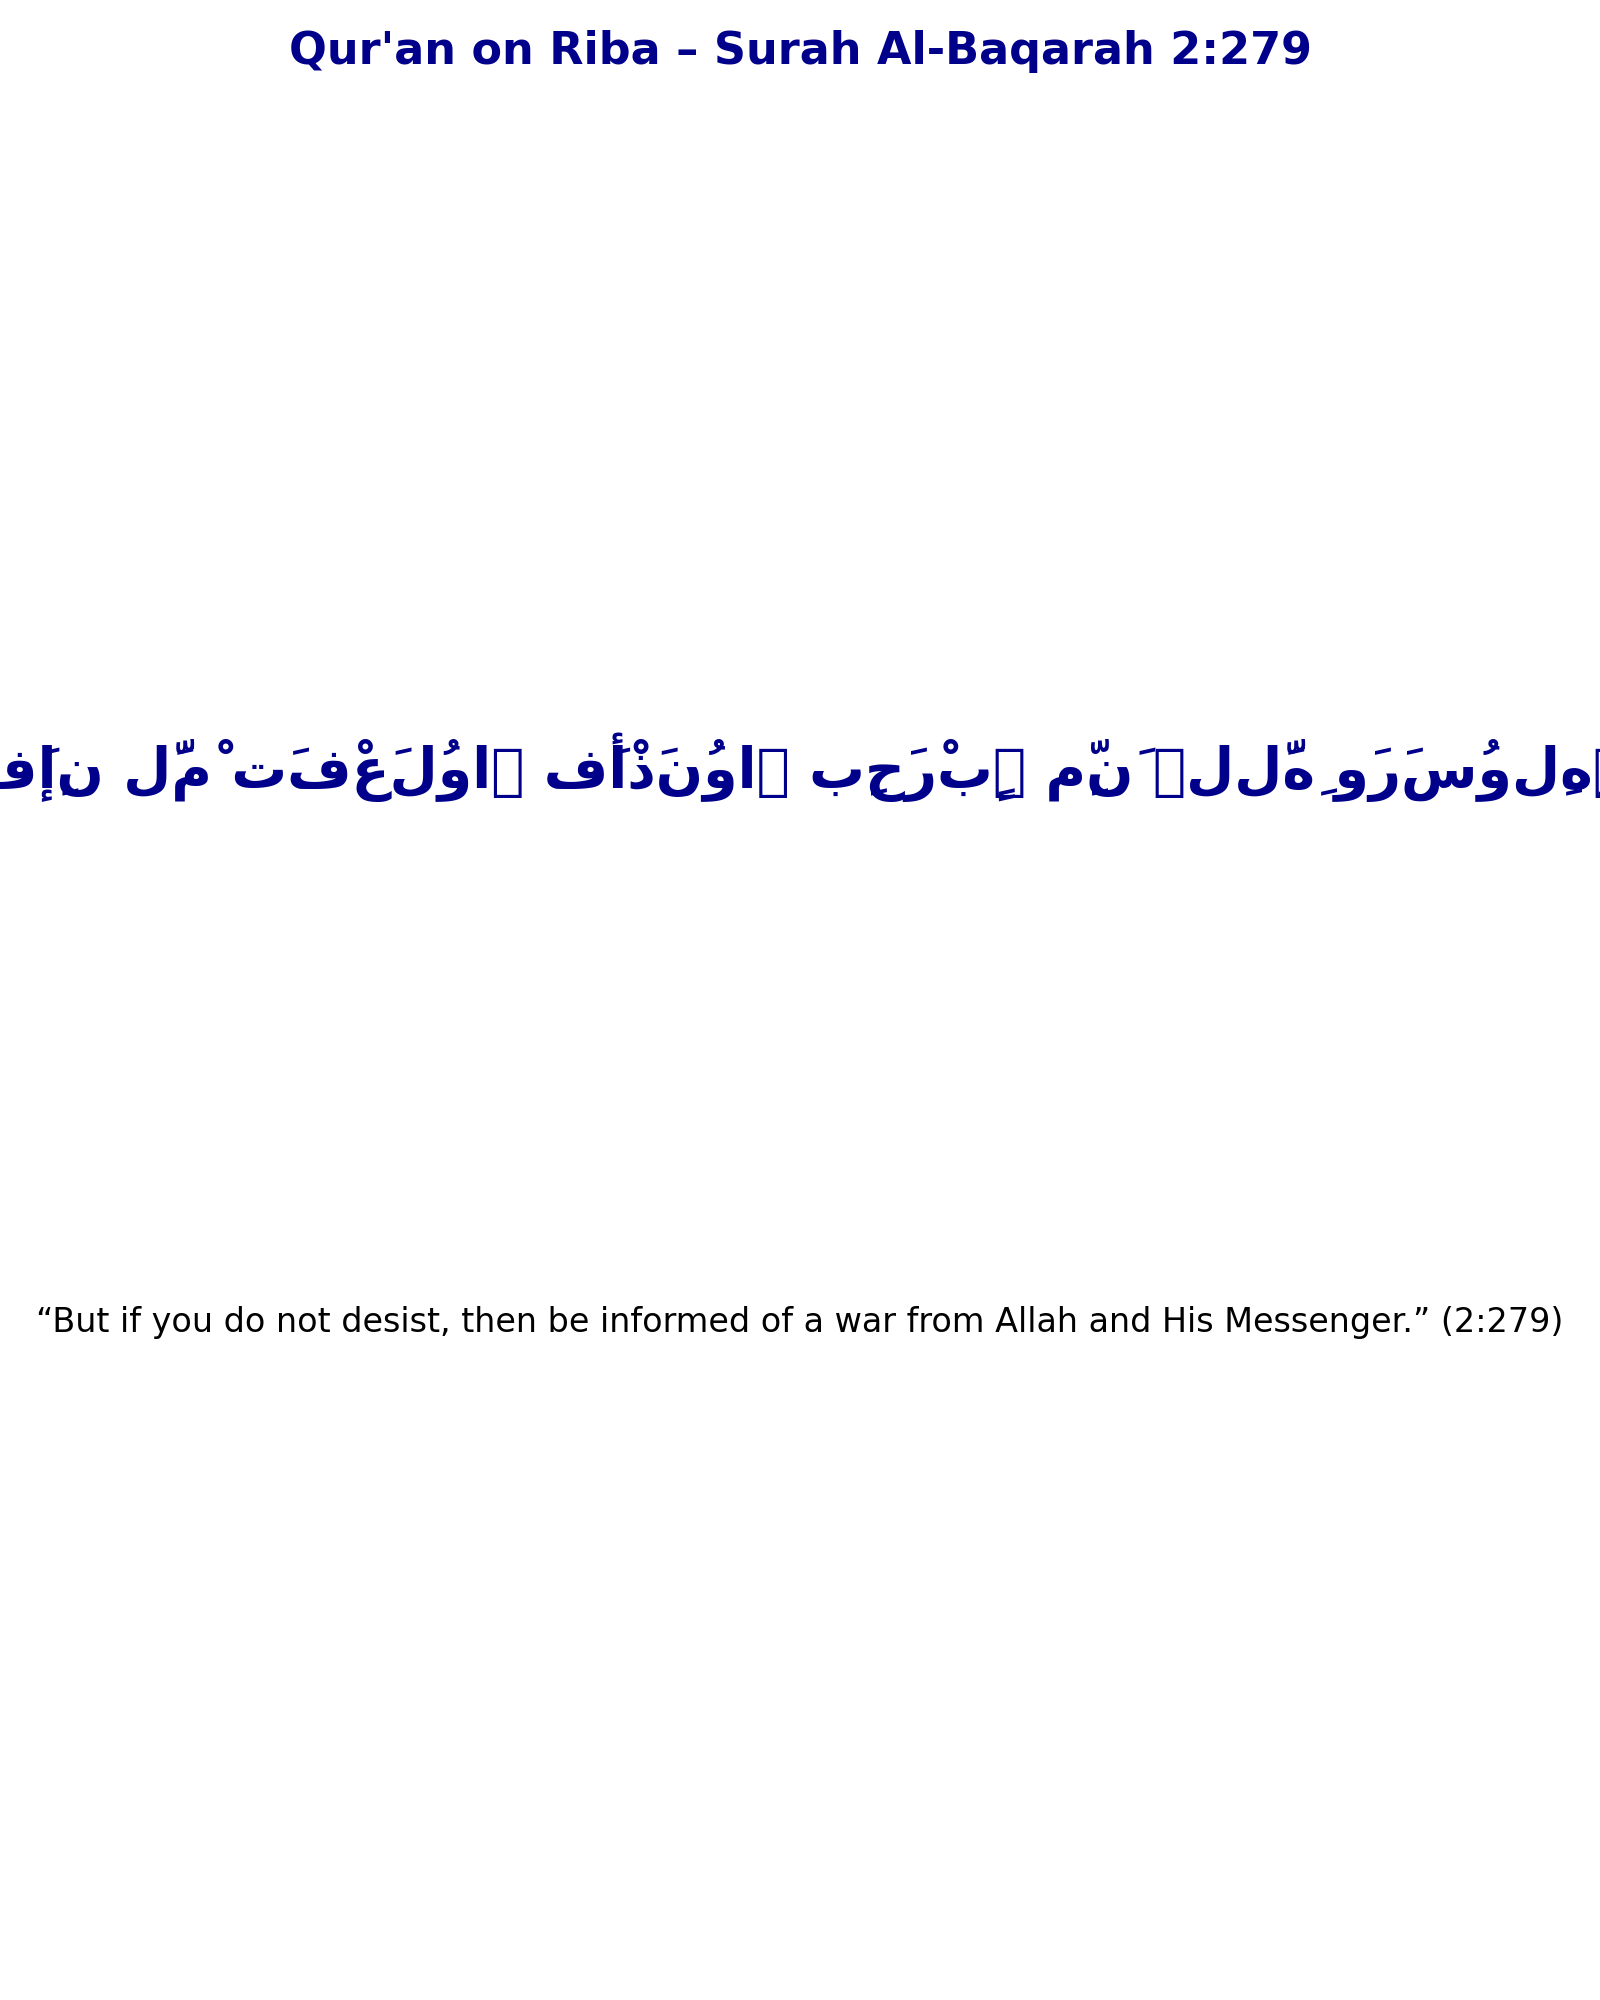 Qur'an on Riba – Surah Al-Baqarah 2:279
فَإِن لَّمْ تَفْعَلُوا۟ فَأْذَنُوا۟ بِحَرْبٍۢ مِّنَ ٱللَّهِ وَرَسُولِهِ
“But if you do not desist, then be informed of a war from Allah and His Messenger.” (2:279)